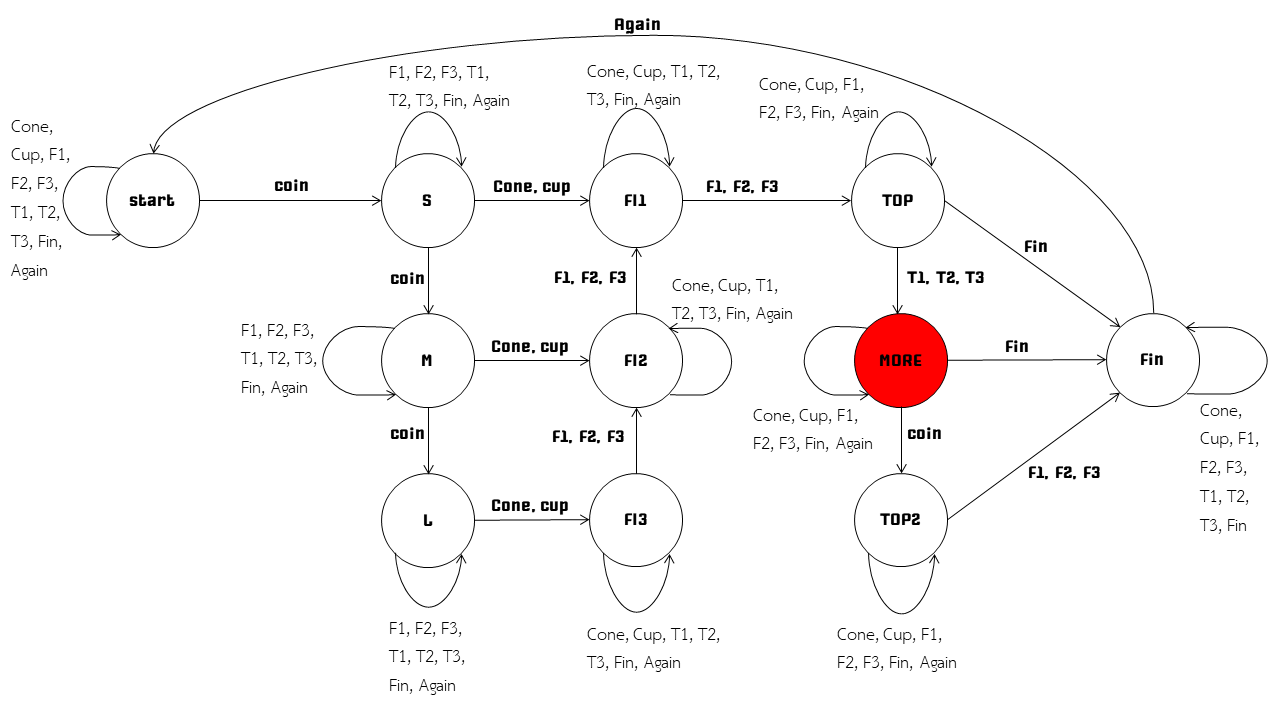 Again
F1, F2, F3, T1,
T2, T3, Fin, Again
Cone, Cup, T1, T2,
T3, Fin, Again
Cone, Cup, F1,
F2, F3, Fin, Again
Cone,
Cup, F1,
F2, F3,
T1, T2,
T3, Fin,
Again
start
coin
S
Cone, cup
FI1
F1, F2, F3
TOP
Fin
coin
F1, F2, F3
Cone, Cup, T1,
T2, T3, Fin, Again
T1, T2, T3
F1, F2, F3,
T1, T2, T3,
Fin, Again
M
Cone, cup
FI2
MORE
Fin
Fin
coin
F1, F2, F3
Cone, Cup, F1,
F2, F3, Fin, Again
coin
F1, F2, F3
Cone,
Cup, F1,
F2, F3,
T1, T2,
T3, Fin
L
Cone, cup
FI3
TOP2
F1, F2, F3,
T1, T2, T3,
Fin, Again
Cone, Cup, T1, T2,
T3, Fin, Again
Cone, Cup, F1,
F2, F3, Fin, Again